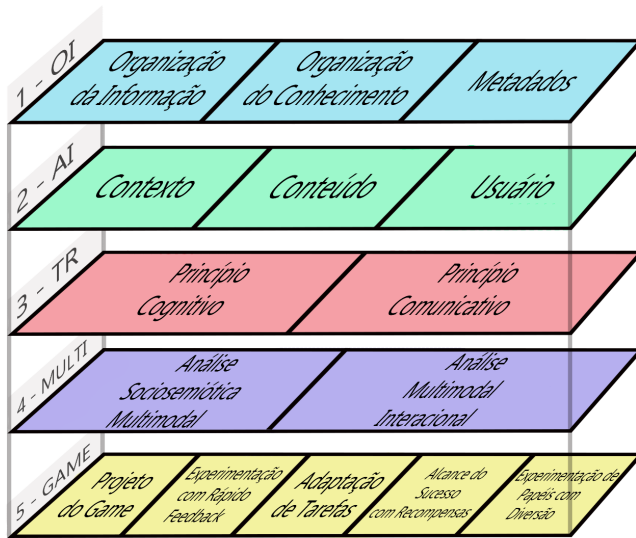 1 - OI
Organização
da Informação
Organização
do Conhecimento
Metadados
2 - AI
Contexto
Conteúdo
Usuário
3 - TR
Princípio
Cognitivo
Princípio
Comunicativo
4 - MULTI
Análise
Sociosemiótica
Multimodal
Análise
Multimodal
Interacional
5 - GAME
Projeto
do Game
Experimentação
com Rápido
Feedback
Adaptação
de Tarefas
Alcance do
Sucesso
com Recompensas
Experimentação de
Papéis com
Diversão